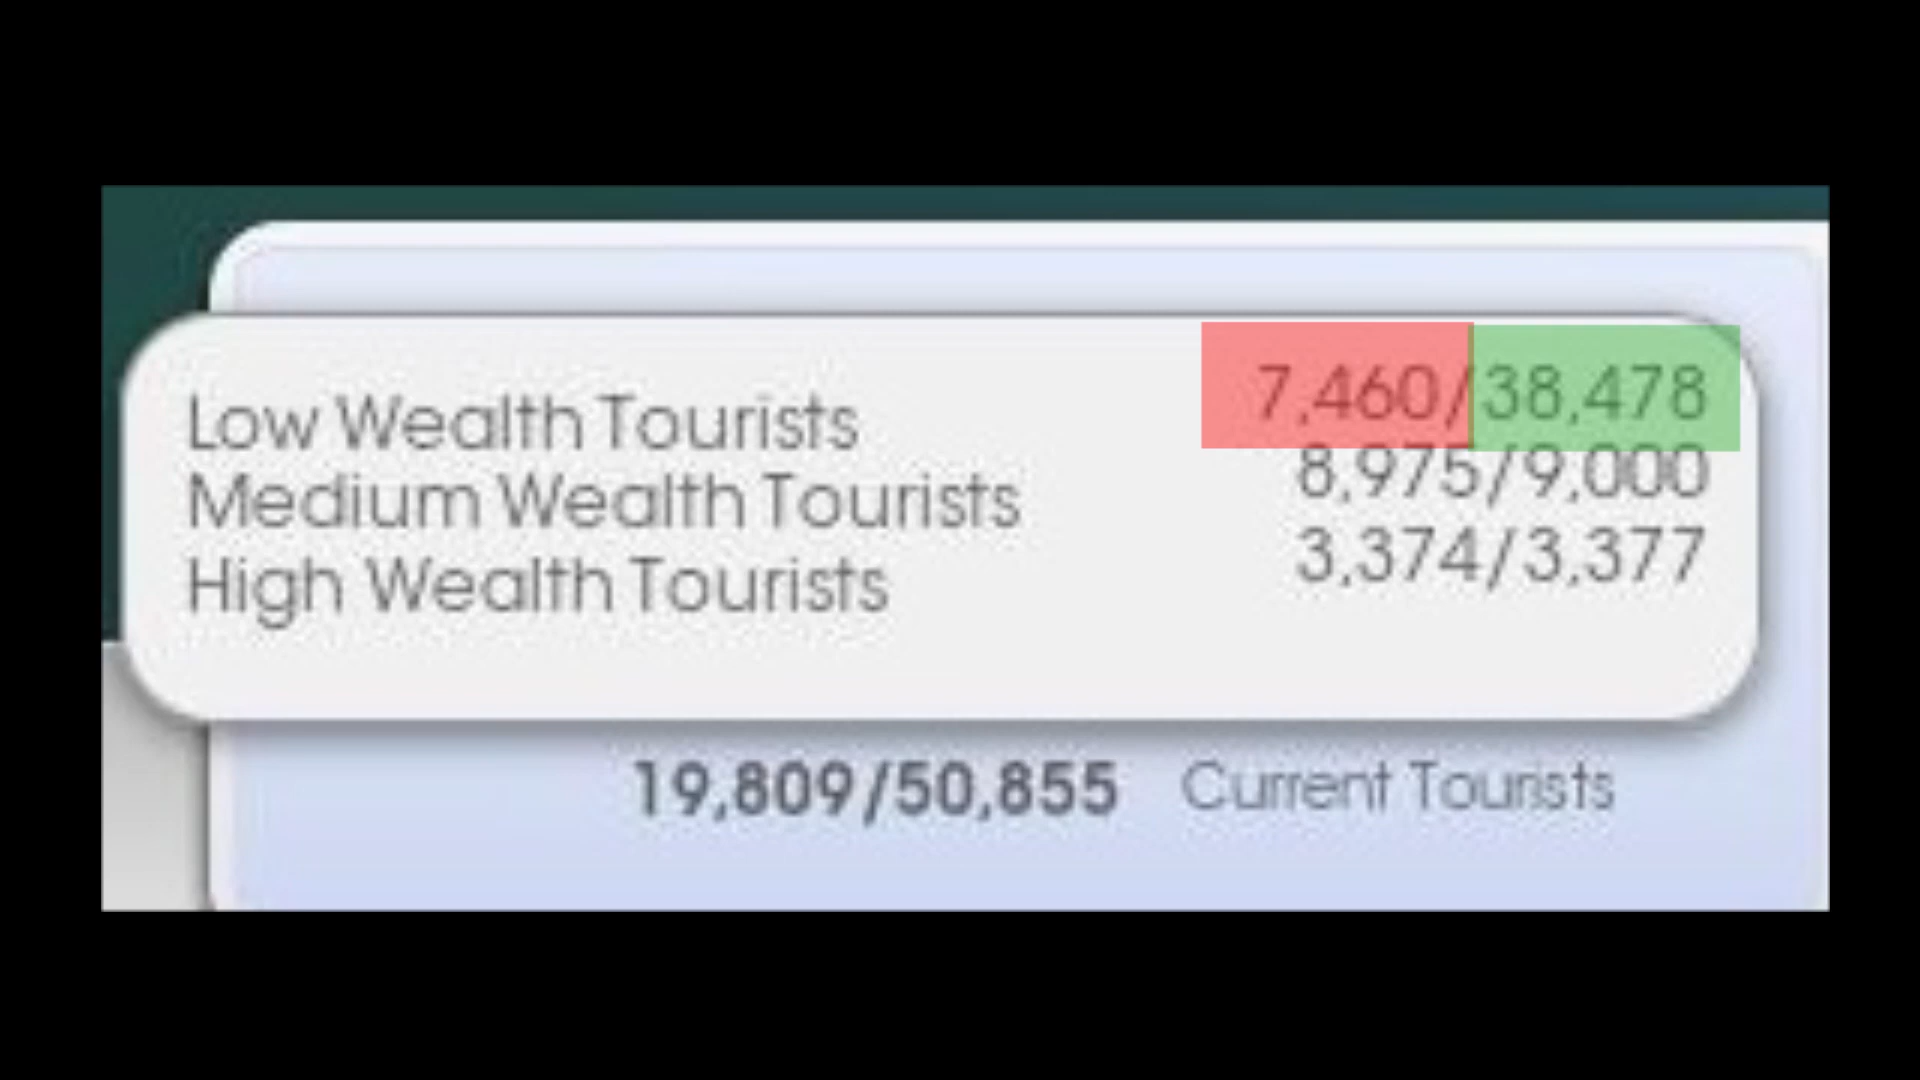 Low Wealth Tourists 7,460/38,478
Medium Wealth Tourists 8,975/9,000
High Wealth Tourists 3,374/3,377
19,809/50,855 Current Tourists